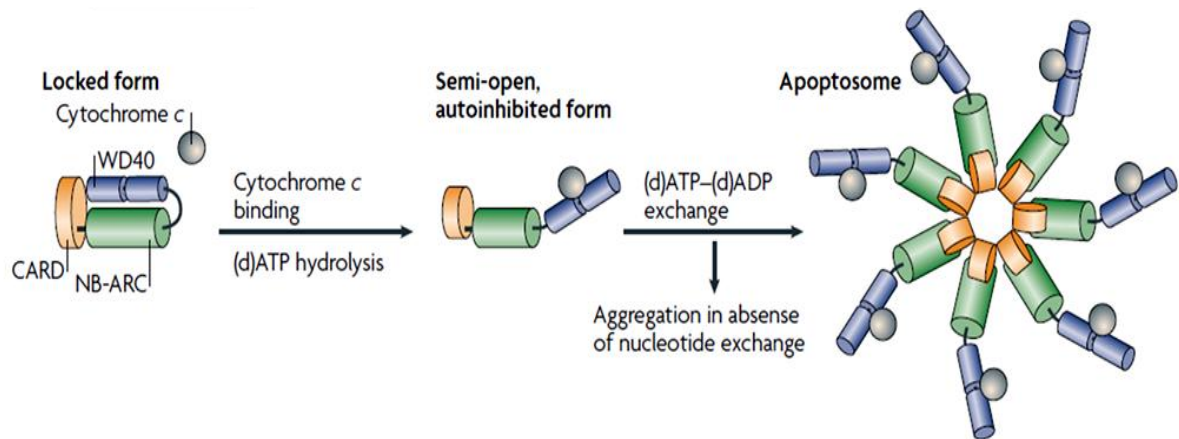 Locked form
Cytochrome c
WD40
CARD
NB-ARC
Cytochrome c
binding
(d)ATP hydrolysis
Semi-open,
autoinhibited form
(d)ATP–(d)ADP
exchange
Aggregation in absense
of nucleotide exchange
Apoptosome